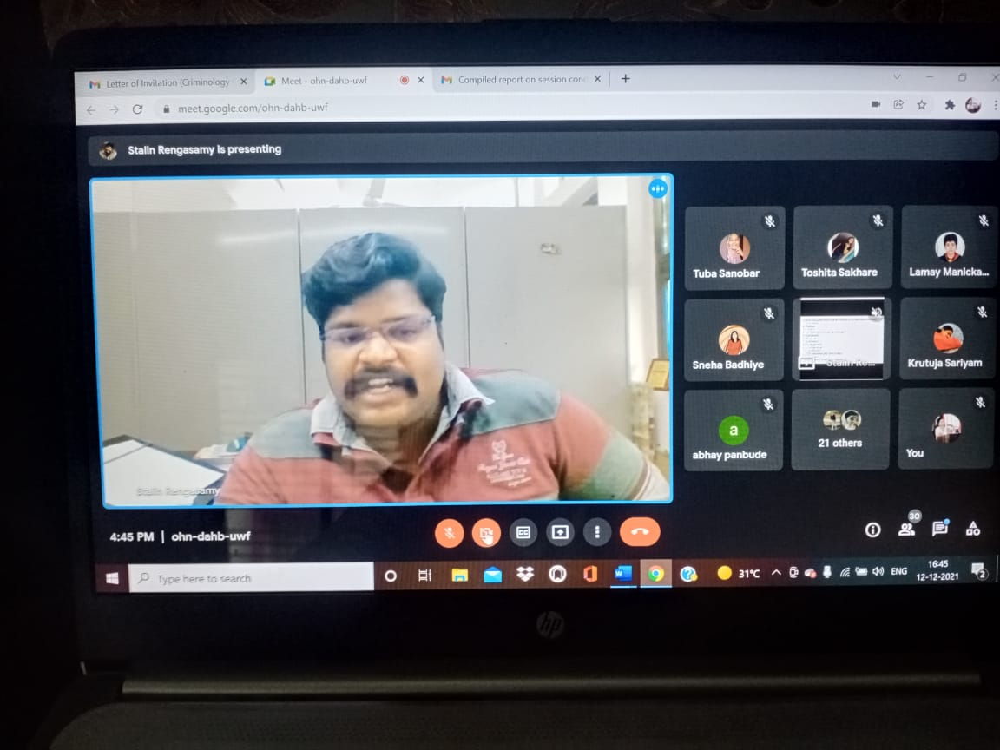 Letter of Invitation (Criminology
Meet - ohn-dahb-uwf
Compiled report on session con
meet.google.com/ohn-dahb-uwf
Stalin Rengasamy is presenting
Tuba Sanobar
Toshita Sakhare
Lamay Manicka...
Sneha Badhiye
Stalin Re...
Krutuja Sariyam
a
abhay panbude
21 others
You
Stalin Rengasamy
4:45 PM | ohn-dahb-uwf
CC
30
Type here to search
W
31°C
ENG
16:45
12-12-2021
2
hp